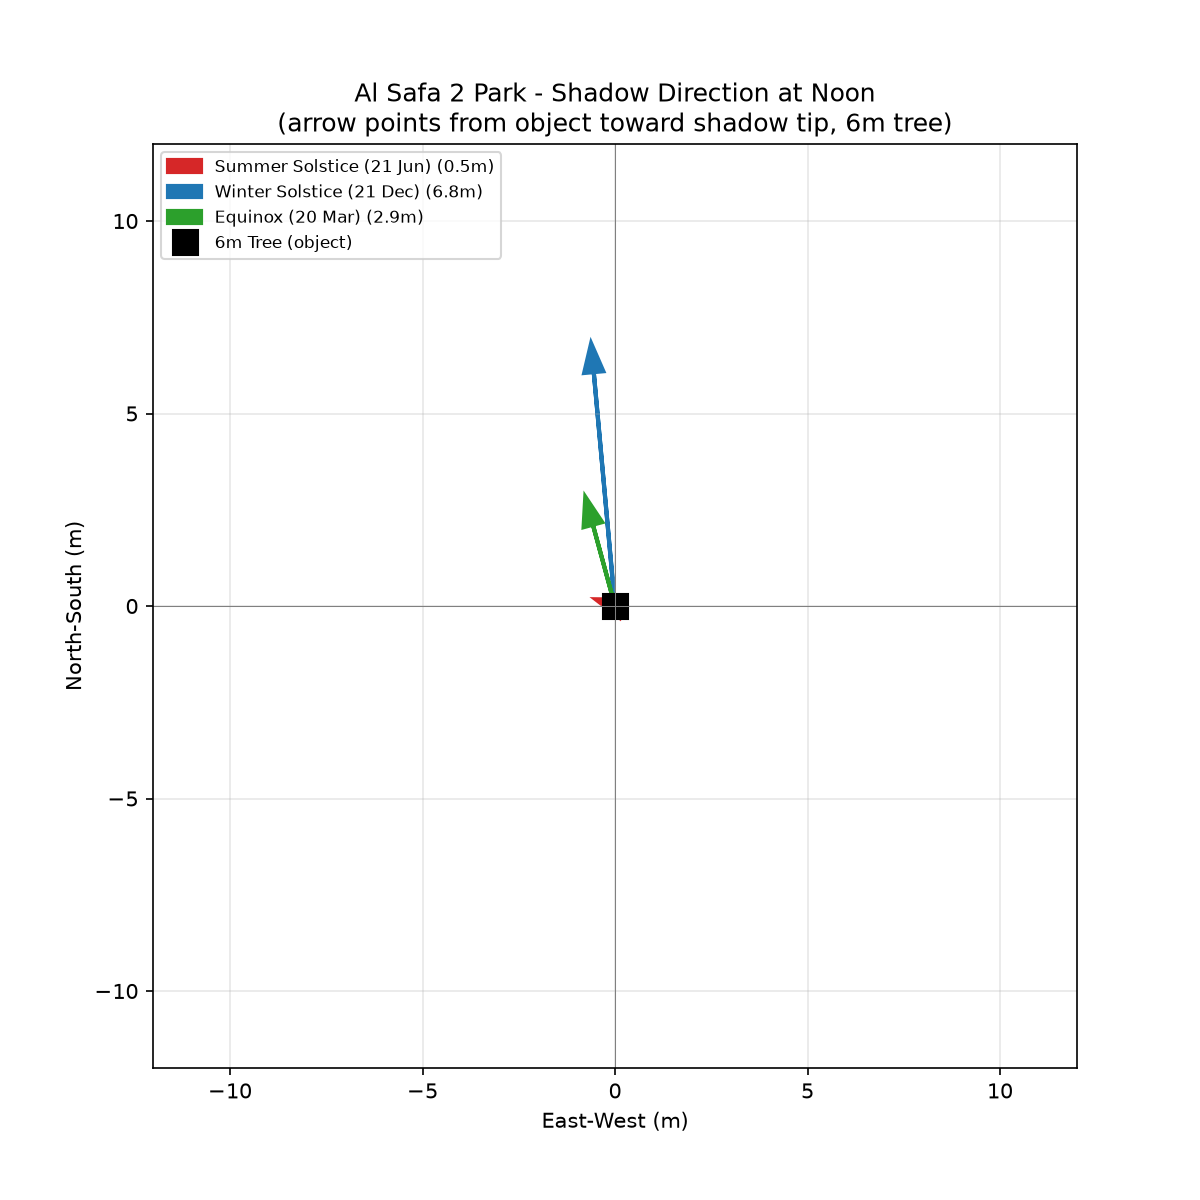 Al Safa 2 Park - Shadow Direction at Noon
(arrow points from object toward shadow tip, 6m tree)
Summer Solstice (21 Jun) (0.5m)
Winter Solstice (21 Dec) (6.8m)
Equinox (20 Mar) (2.9m)
6m Tree (object)
North-South (m)
10
5
0
−5
−10
−10
−5
0
5
10
East-West (m)